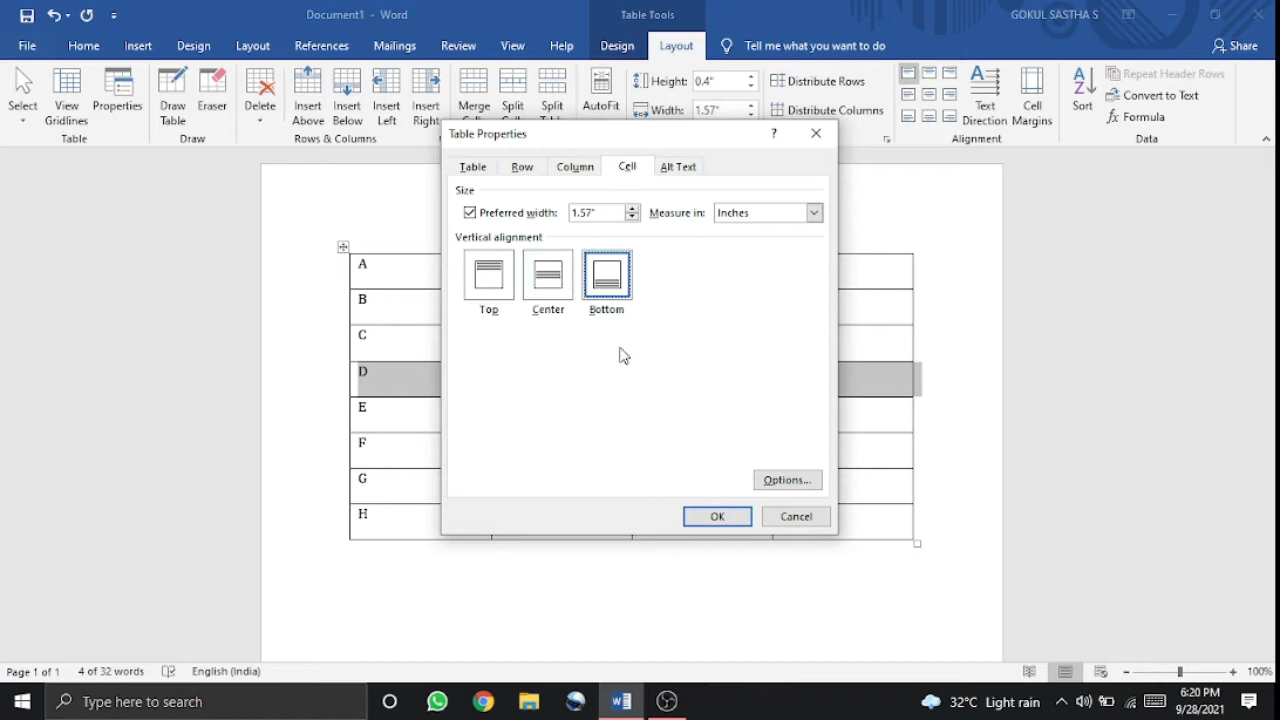 Document1 - Word
Table Tools
GOKUL SASTHA S
File Home Insert Design Layout References Mailings Review View Help Design Layout Tell me what you want to do Share
Select
View Gridlines
Properties
Table
Draw Table
Eraser
Draw
Delete
Insert Above
Insert Below
Insert Left
Insert Right
Rows & Columns
Merge
Split
Split
AutoFit
Height: 0.4"
Width: 1.57"
Distribute Rows
Distribute Columns
Text Direction
Cell Margins
Alignment
Sort
Repeat Header Rows
Convert to Text
fx Formula
Data
Table Properties
?
Table Row Column Cell Alt Text
Size
Preferred width: 1.57" Measure in: Inches
Vertical alignment
Top Center Bottom
Options...
OK Cancel
A
B
C
D
E
F
G
H
Page 1 of 1 4 of 32 words English (India) 100%
Type here to search
32°C Light rain
6:20 PM
9/28/2021